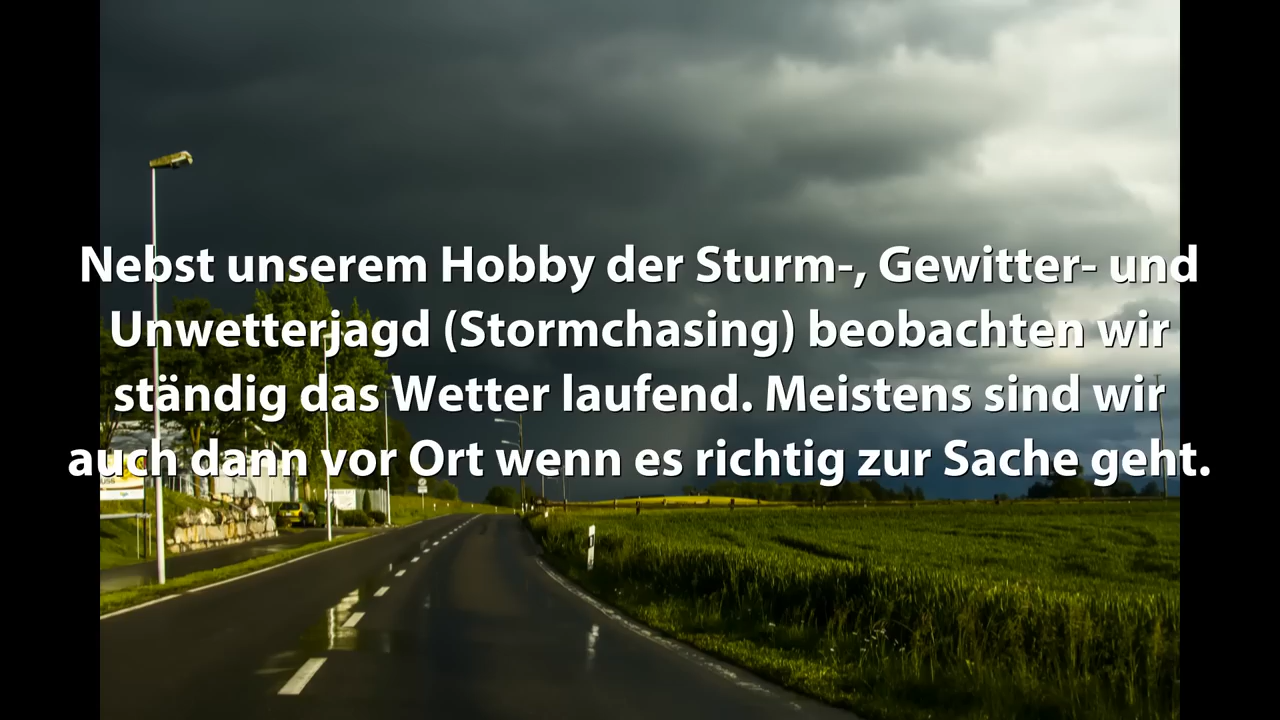 Nebst unserem Hobby der Sturm-, Gewitter- und
Unwetterjagd (Stormchasing) beobachten wir
ständig das Wetter laufend. Meistens sind wir
auch dann vor Ort wenn es richtig zur Sache geht.